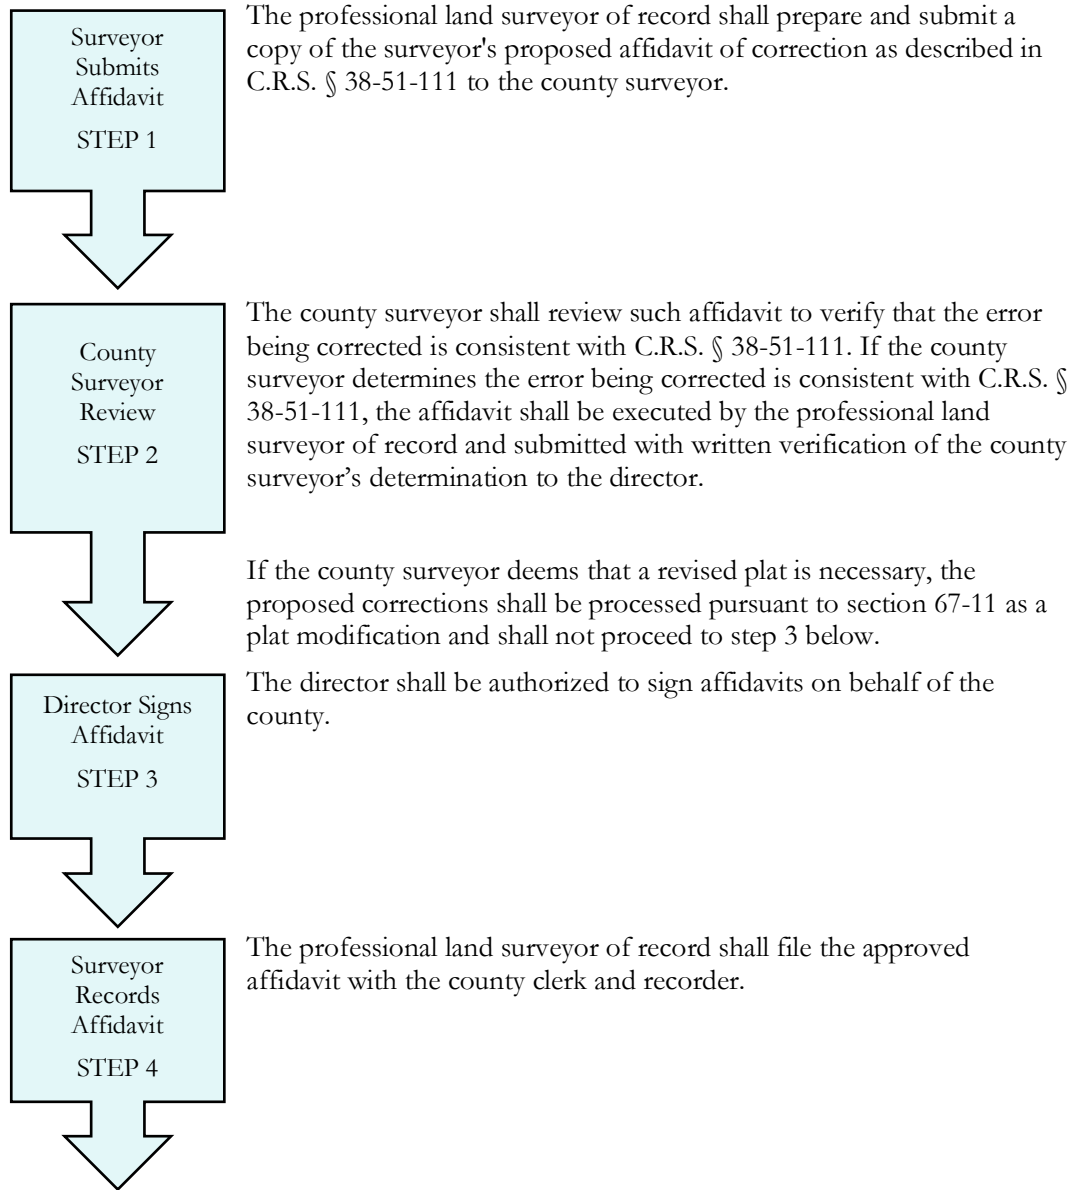 Surveyor
Submits
Affidavit
STEP 1
The professional land surveyor of record shall prepare and submit a
copy of the surveyor's proposed affidavit of correction as described in
C.R.S. § 38-51-111 to the county surveyor.
County
Surveyor
Review
STEP 2
The county surveyor shall review such affidavit to verify that the error
being corrected is consistent with C.R.S. § 38-51-111. If the county
surveyor determines the error being corrected is consistent with C.R.S. §
38-51-111, the affidavit shall be executed by the professional land
surveyor of record and submitted with written verification of the county
surveyor’s determination to the director.
If the county surveyor deems that a revised plat is necessary, the
proposed corrections shall be processed pursuant to section 67-11 as a
plat modification and shall not proceed to step 3 below.
Director Signs
Affidavit
STEP 3
The director shall be authorized to sign affidavits on behalf of the
county.
Surveyor
Records
Affidavit
STEP 4
The professional land surveyor of record shall file the approved
affidavit with the county clerk and recorder.